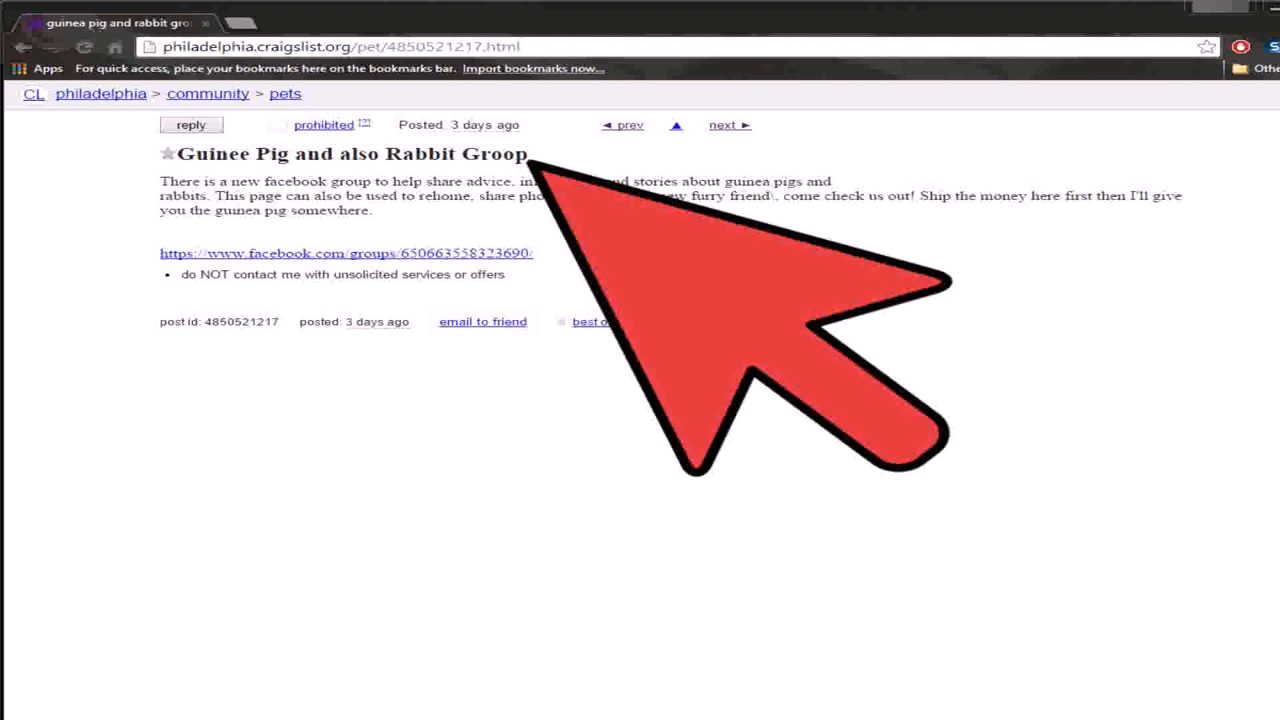 guinea pig and rabbit gro
philadelphia.craigslist.org/pet/4850521217.html
Apps For quick access, place your bookmarks here on the bookmarks bar. Import bookmarks now... Othe
CL philadelphia > community > pets
reply prohibited [?] Posted 3 days ago ◄ prev ▲ next ►
Guinee Pig and also Rabbit Groop
There is a new facebook group to help share advice, and stories about guinea pigs and
rabbits. This page can also be used to rehome, share furry friend\, come check us out! Ship the money here first then I'll give
you the guinea pig somewhere.
https://www.facebook.com/groups/650663558323690/
• do NOT contact me with unsolicited services or offers
post id: 4850521217 posted: 3 days ago email to friend best